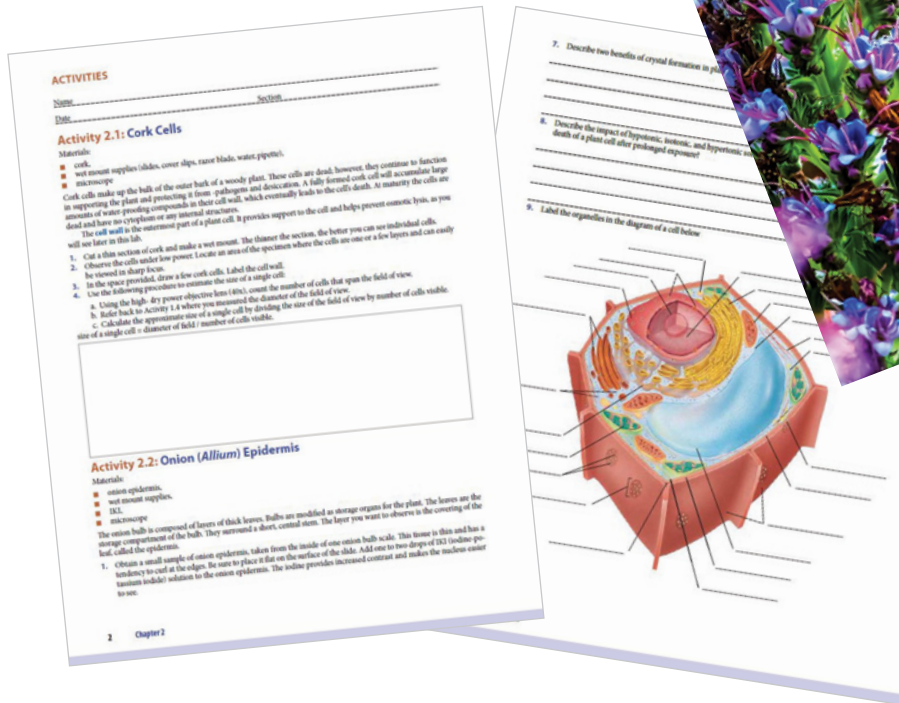 ACTIVITIES
Name Section
Date
Activity 2.1: Cork Cells
Materials:
■ cork,
■ wet mount supplies (slides, cover slips, razor blade, water, pipette),
■ microscope
Cork cells make up the bulk of the outer bark of a woody plant. These cells are dead; however, they continue to function
in supporting the plant and protecting it from -pathogens and desiccation. A fully formed cork cell will accumulate large
amounts of water-proofing compounds in their cell wall, which eventually leads to the cell's death. At maturity the cells are
dead and have no cytoplasm or any internal structures.
The cell wall is the outermost part of a plant cell. It provides support to the cell and helps prevent osmotic lysis, as you
will see later in this lab.
1. Cut a thin section of cork and make a wet mount. The thinner the section, the better you can see individual cells.
2. Observe the cells under low power. Locate an area of the specimen where the cells are one or a few layers and can easily
be viewed in sharp focus.
3. In the space provided, draw a few cork cells. Label the cell wall.
4. Use the following procedure to estimate the size of a single cell:
a. Using the high- dry power objective lens (40x), count the number of cells that span the field of view.
b. Refer back to Activity 1.4 where you measured the diameter of the field of view.
c. Calculate the approximate size of a single cell by dividing the size of the field of view by number of cells visible.
size of a single cell = diameter of field / number of cells visible.
Activity 2.2: Onion (Allium) Epidermis
Materials:
■ onion epidermis,
■ wet mount supplies,
■ IKI,
■ microscope
The onion bulb is composed of layers of thick leaves. Bulbs are modified as storage organs for the plant. The leaves are the
storage compartment of the bulb. They surround a short, central stem. The layer you want to observe is the covering of the
leaf, called the epidermis.
1. Obtain a small sample of onion epidermis, taken from the inside of one onion bulb scale. This tissue is thin and has a
tendency to curl at the edges. Be sure to place it flat on the surface of the slide. Add one to two drops of IKI (iodine-po-
tassium iodide) solution to the onion epidermis. The iodine provides increased contrast and makes the nucleus easier
to see.
2 Chapter 2
7. Describe two benefits of crystal formation in
8. Describe the impact of hypotonic, isotonic, and hypertonic
death of a plant cell after prolonged exposure?
9. Label the organelles in the diagram of a cell below